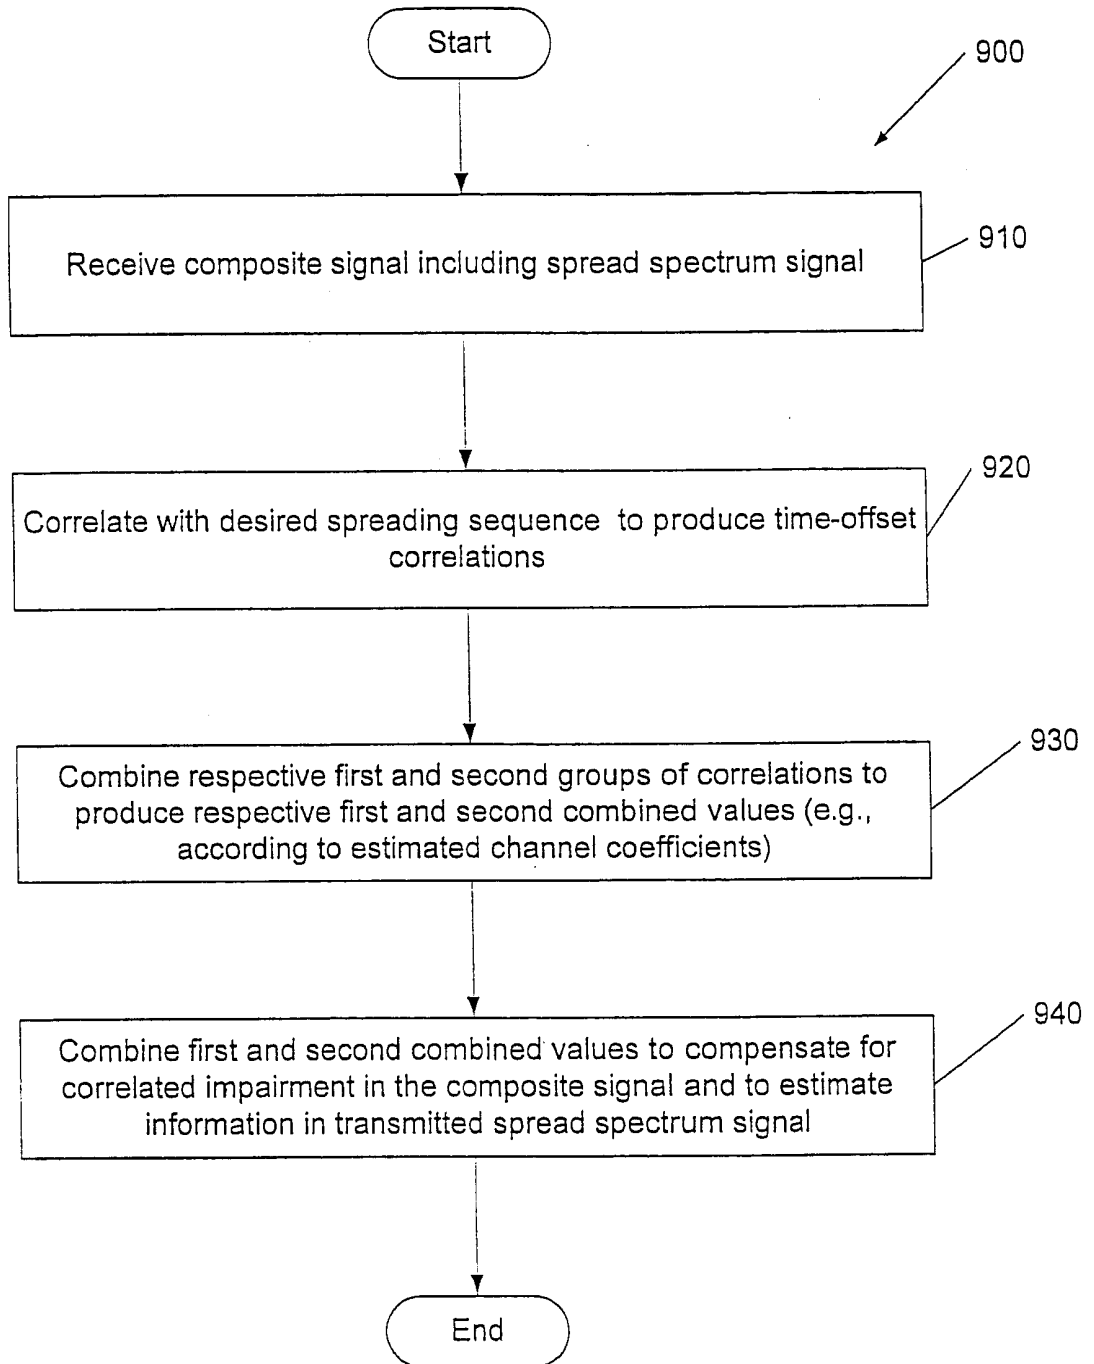 Start
900
Receive composite signal including spread spectrum signal
910
Correlate with desired spreading sequence to produce time-offset
correlations
920
Combine respective first and second groups of correlations to
produce respective first and second combined values (e.g.,
according to estimated channel coefficients)
930
Combine first and second combined values to compensate for
correlated impairment in the composite signal and to estimate
information in transmitted spread spectrum signal
940
End